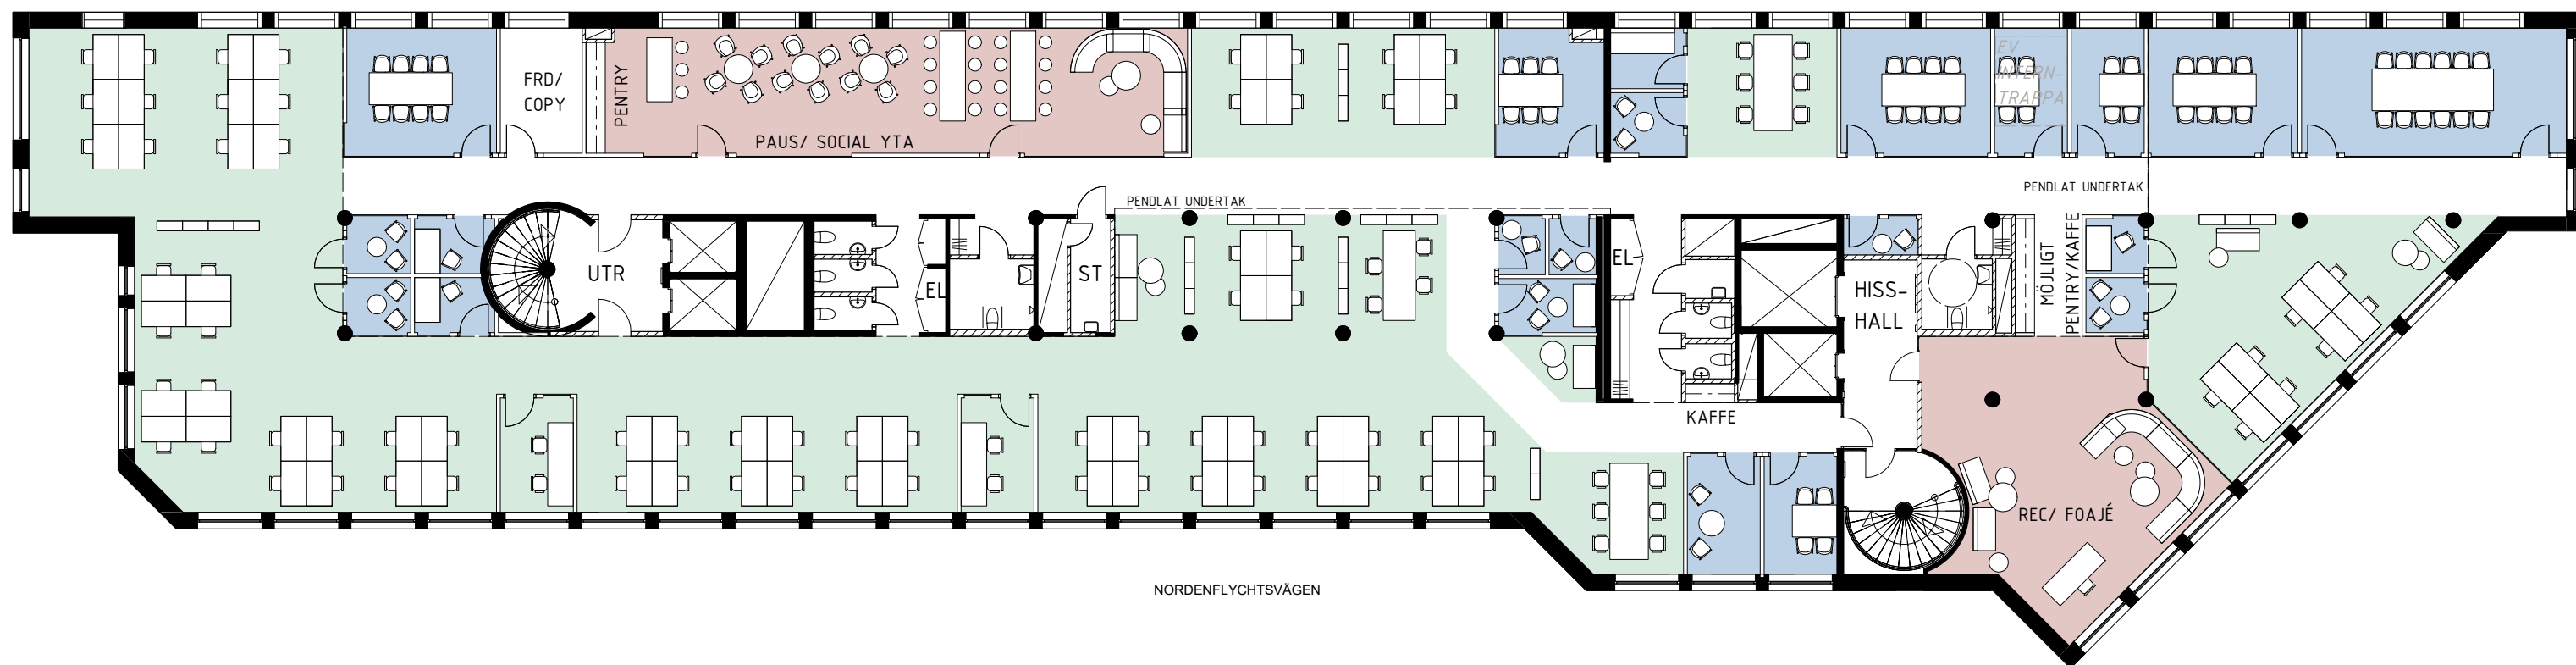 EV
INTERN-
TRAPPA
FRD/
COPY
PENTRY
PAUS/ SOCIAL YTA
PENDLAT UNDERTAK
PENDLAT UNDERTAK
UTR
EL
ST
EL
HISS-
HALL
MÖJLIGT
PENTRY/KAFFE
KAFFE
REC/ FOAJÉ
NORDENFLYCHTSVÄGEN